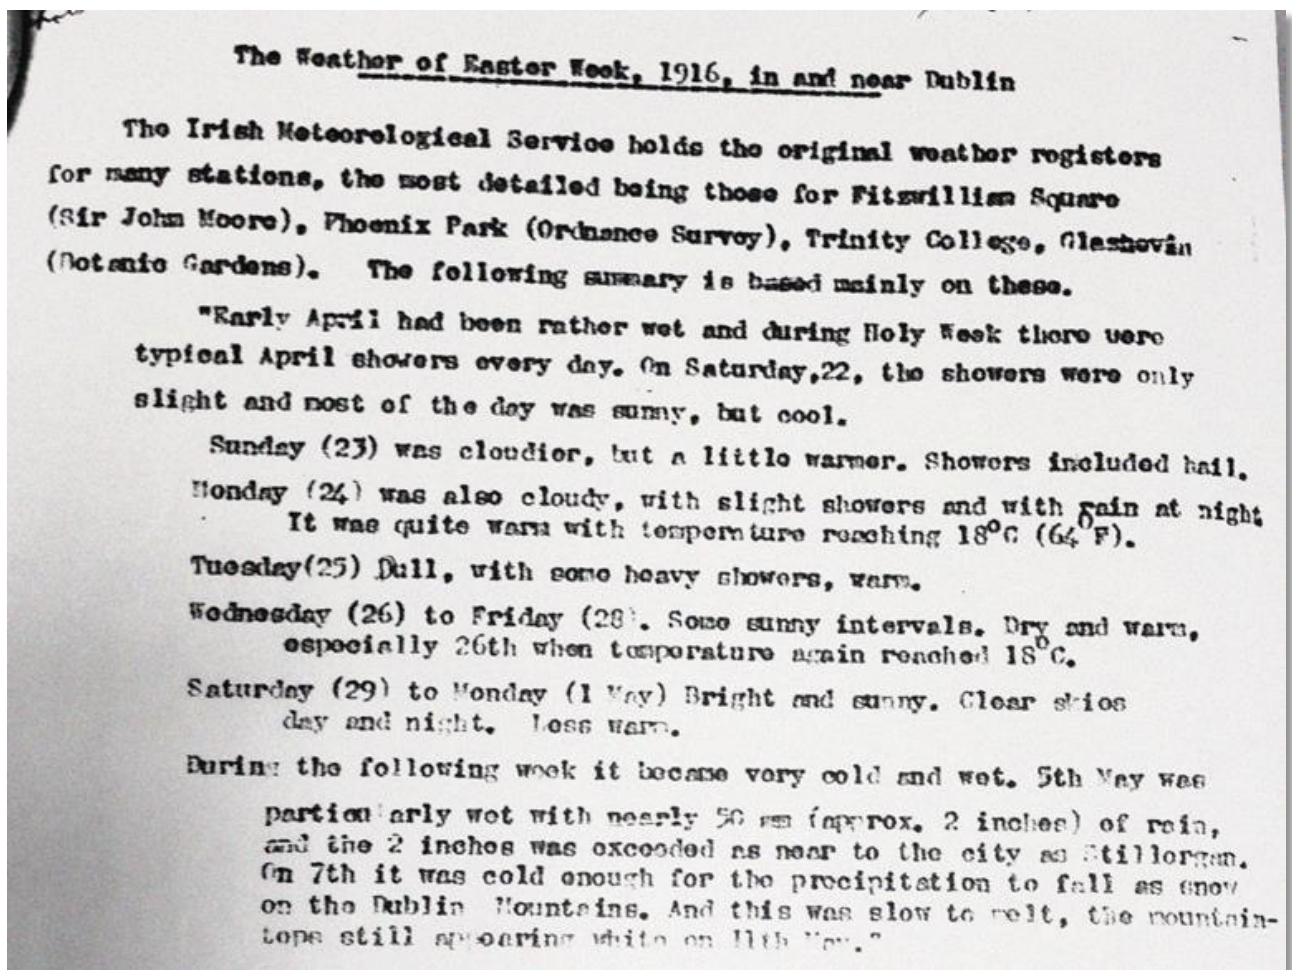 The Weather of Easter Week, 1916, in and near Dublin
The Irish Meteorological Service holds the original weather registers
for many stations, the most detailed being those for Fitzwilliam Square
(Sir John Moore), Phoenix Park (Ordnance Survey), Trinity College, Glasnevin
(Botanic Gardens). The following summary is based mainly on these.
"Early April had been rather wet and during Holy Week there were
typical April showers every day. On Saturday,22, the showers were only
slight and most of the day was sunny, but cool.
Sunday (23) was cloudier, but a little warmer. Showers included hail.
Monday (24) was also cloudy, with slight showers and with rain at night
It was quite warm with temperature reaching 18°C (64°F).
Tuesday(25) Dull, with some heavy showers, warm.
Wednesday (26) to Friday (28). Some sunny intervals. Dry and warm,
especially 26th when temperature again reached 18°C.
Saturday (29) to Monday (1 May) Bright and sunny. Clear skies
day and night. Less warm.
During the following week it became very cold and wet. 5th May was
particularly wet with nearly 50 mm (approx. 2 inches) of rain,
and the 2 inches was exceeded as near to the city as Stillorgan.
On 7th it was cold enough for the precipitation to fall as snow
on the Dublin Mountains. And this was slow to melt, the mountain-
tops still appearing white on 11th May."